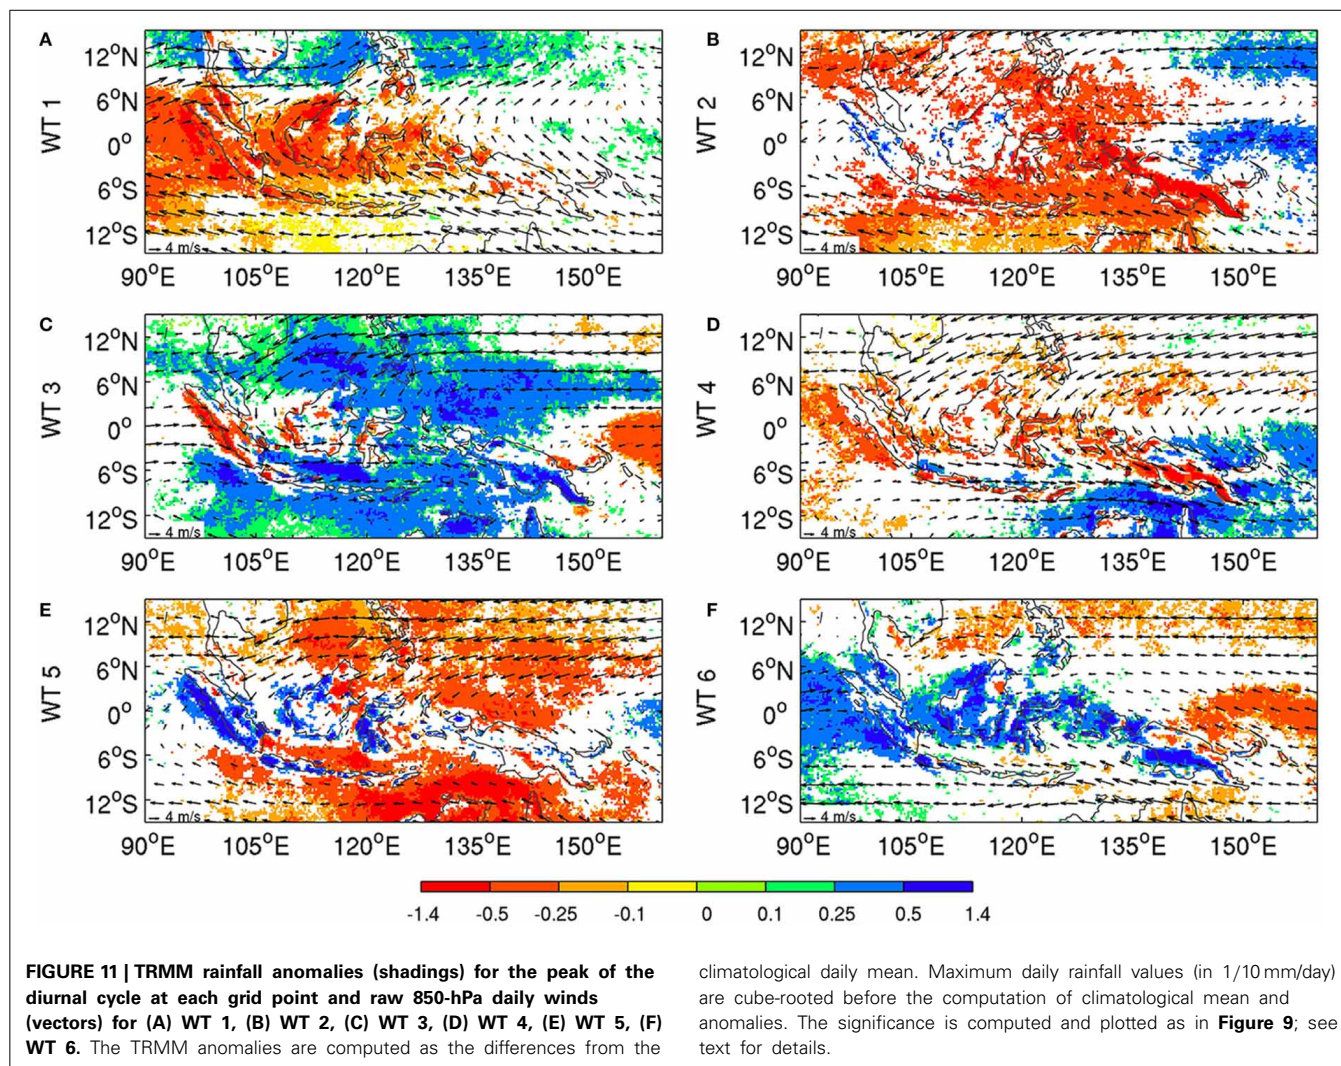 A
WT 1
12°N
6°N
0°
6°S
12°S
4 m/s
90°E 105°E 120°E 135°E 150°E
B
WT 2
12°N
6°N
0°
6°S
12°S
4 m/s
90°E 105°E 120°E 135°E 150°E
C
WT 3
12°N
6°N
0°
6°S
12°S
4 m/s
90°E 105°E 120°E 135°E 150°E
D
WT 4
12°N
6°N
0°
6°S
12°S
4 m/s
90°E 105°E 120°E 135°E 150°E
E
WT 5
12°N
6°N
0°
6°S
12°S
4 m/s
90°E 105°E 120°E 135°E 150°E
F
WT 6
12°N
6°N
0°
6°S
12°S
4 m/s
90°E 105°E 120°E 135°E 150°E
-1.4 -0.5 -0.25 -0.1 0 0.1 0.25 0.5 1.4
FIGURE 11 | TRMM rainfall anomalies (shadings) for the peak of the
diurnal cycle at each grid point and raw 850-hPa daily winds
(vectors) for (A) WT 1, (B) WT 2, (C) WT 3, (D) WT 4, (E) WT 5, (F)
WT 6. The TRMM anomalies are computed as the differences from the
climatological daily mean. Maximum daily rainfall values (in 1/10 mm/day)
are cube-rooted before the computation of climatological mean and
anomalies. The significance is computed and plotted as in Figure 9; see
text for details.